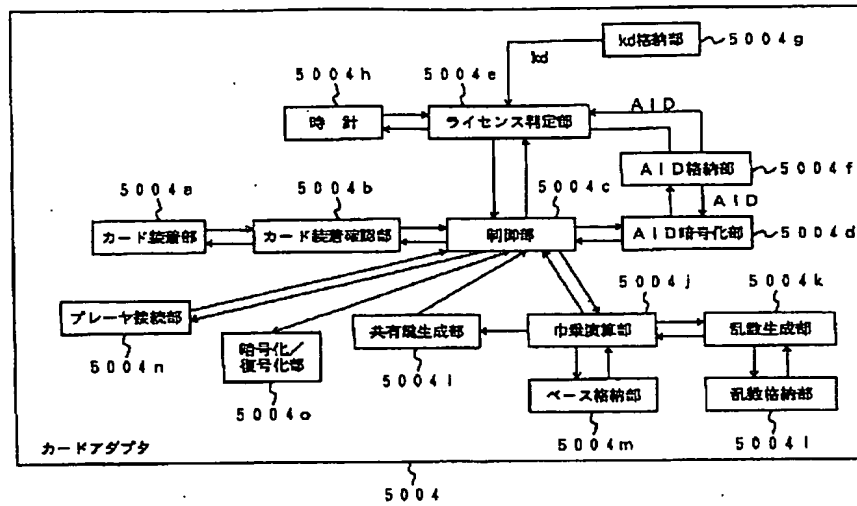 kd格納部
5004g
kd
5004h
5004e
AID
時 計
ライセンス判定部
AID格納部
5004f
5004a
5004b
5004c
AID
カード装着部
カード装着確認部
制御部
AID暗号化部
5004d
5004j
5004k
プレーヤ接続部
共有鍵生成部
巾乗演算部
乱数生成部
5004n
暗号化/
復号化部
5004l
ベース格納部
乱数格納部
5004o
5004m
5004l
カードアダプタ
5004